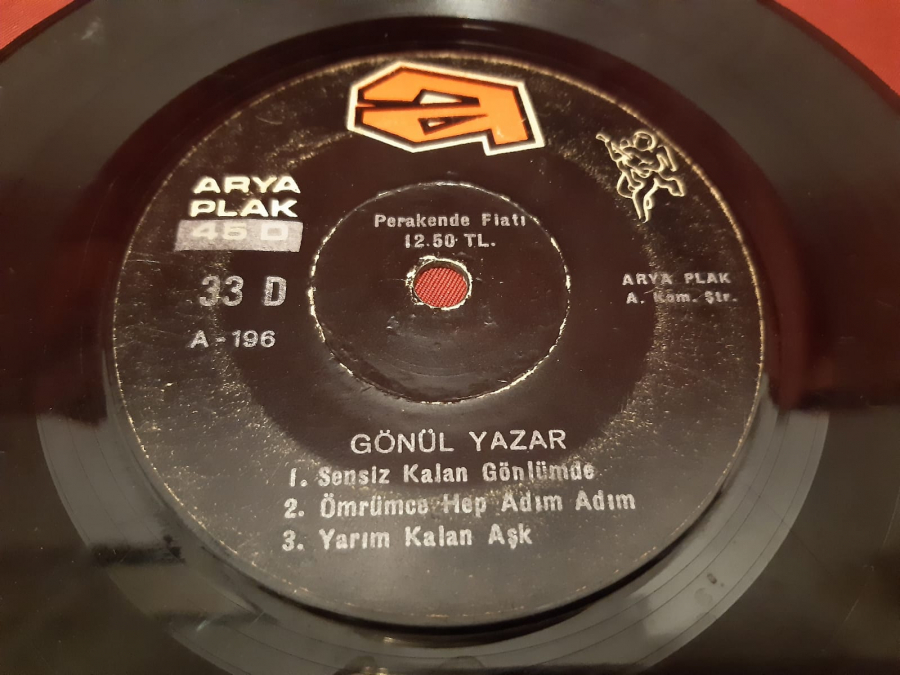 ARYA
PLAK
45 D
33 D
A-196
Perakende Fiatı
12.50 TL.
ARYA PLAK
A. Kom. Ştr.
GÖNÜL YAZAR
1. Sensiz Kalan Gönlümde
2. Ömrümce Hep Adım Adım
3. Yarım Kalan Aşk